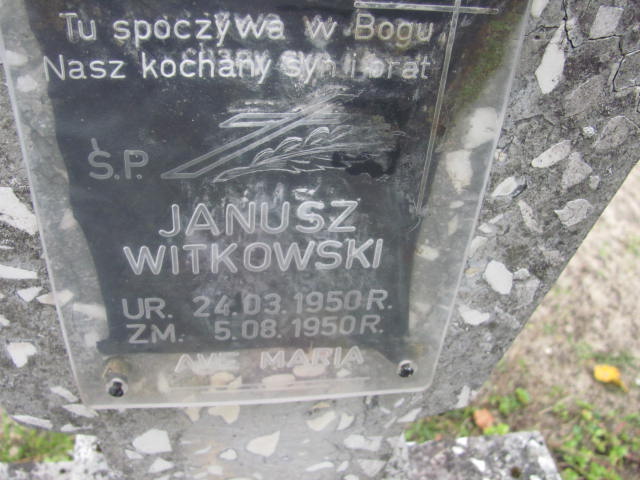 Tu spoczywa w Bogu
Nasz kochany syn i brat
Ś.P.
JANUSZ
WITKOWSKI
UR. 24.03.1950 R.
ZM. 5.08.1950 R.
AVE MARIA